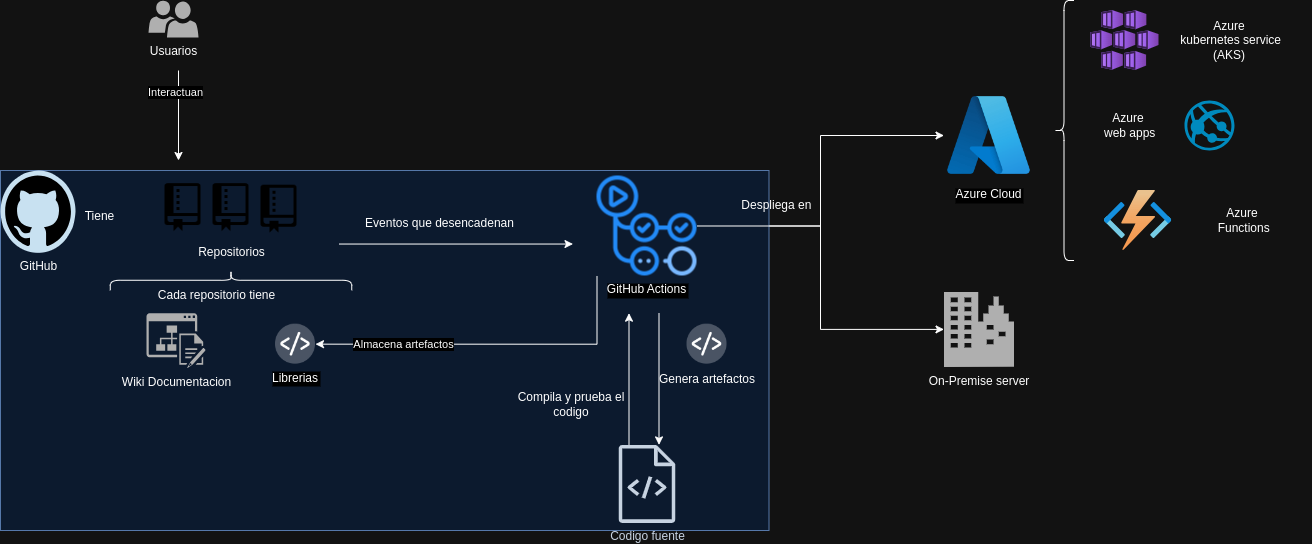 Usuarios
Interactuan
GitHub
Tiene
Repositorios
Cada repositorio tiene
Wiki Documentacion
Librerias
Almacena artefactos
Eventos que desencadenan
GitHub Actions
Compila y prueba el
codigo
Genera artefactos
Codigo fuente
Despliega en
Azure Cloud
On-Premise server
Azure
kubernetes service
(AKS)
Azure
web apps
Azure
Functions